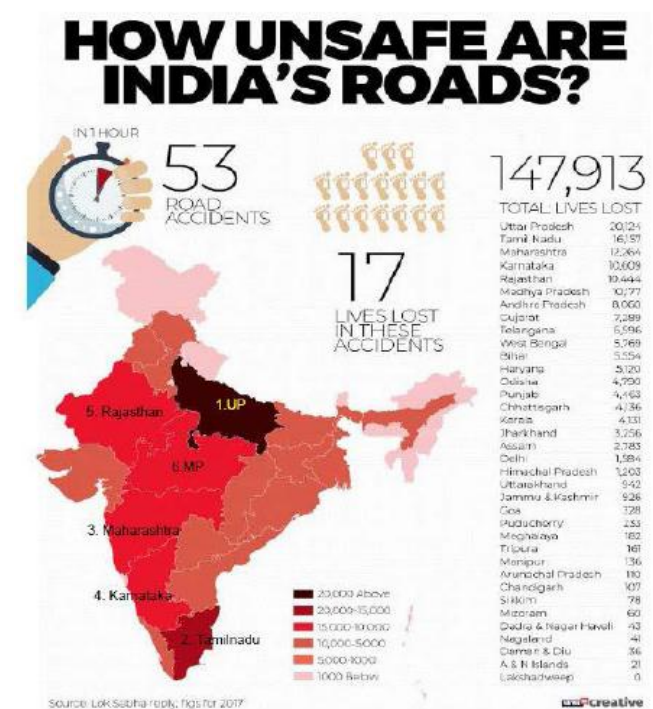 HOW UNSAFE ARE
INDIA'S ROADS?
IN 1 HOUR
53
ROAD
ACCIDENTS
17
LIVES LOST
IN THESE
ACCIDENTS
147,913
TOTAL LIVES LOST
Uttar Pradesh 20,124
Tamil Nadu 16,157
Maharashtra 12,264
Karnataka 10,609
Rajasthan 10,444
Madhya Pradesh 10,177
Andhra Pradesh 8,060
Gujarat 7,289
Telangana 6,596
West Bengal 5,769
Bihar 5,554
Haryana 5,120
Odisha 4,790
Punjab 4,463
Chhattisgarh 4,136
Kerala 4,131
Jharkhand 3,256
Assam 2,783
Delhi 1,584
Himachal Pradesh 1,203
Uttarakhand 942
Jammu & Kashmir 926
Goa 328
Puducherry 233
Meghalaya 182
Tripura 161
Manipur 136
Arunachal Pradesh 110
Chandigarh 107
Sikkim 78
Mizoram 60
Dadra & Nagar Haveli 43
Nagaland 41
Daman & Diu 36
A & N Islands 21
Lakshadweep 0
1.UP
5. Rajasthan
6.MP
3. Maharashtra
4. Karnataka
2. Tamilnadu
20,000 Above
20,000-15,000
15,000-10,000
10,000-5000
5,000-1000
1000 Below
Source: Lok Sabha reply; figs for 2017
creative